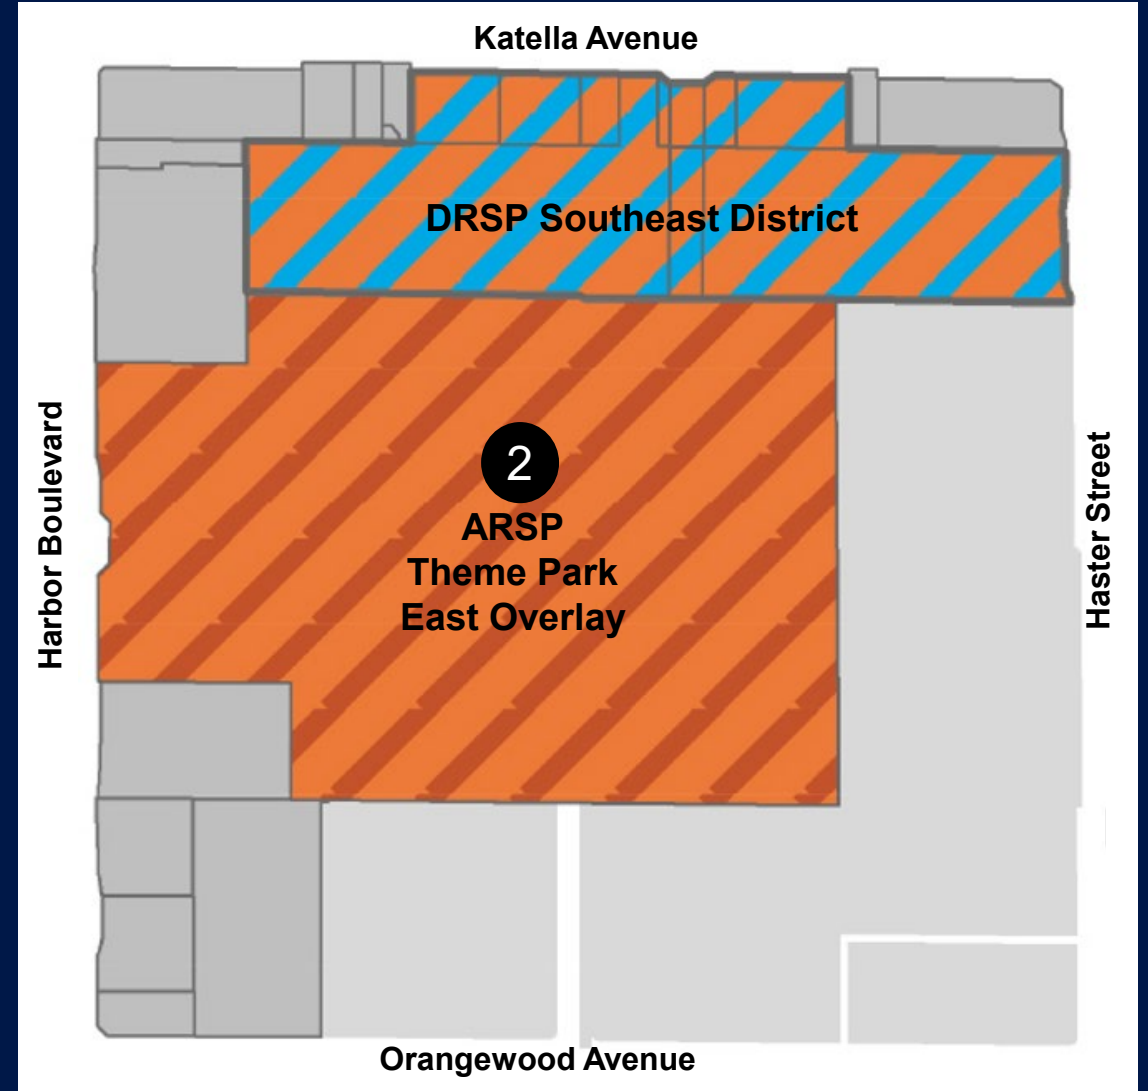 Katella Avenue
DRSP Southeast District
Harbor Boulevard
2
ARSP
Theme Park
East Overlay
Haster Street
Orangewood Avenue